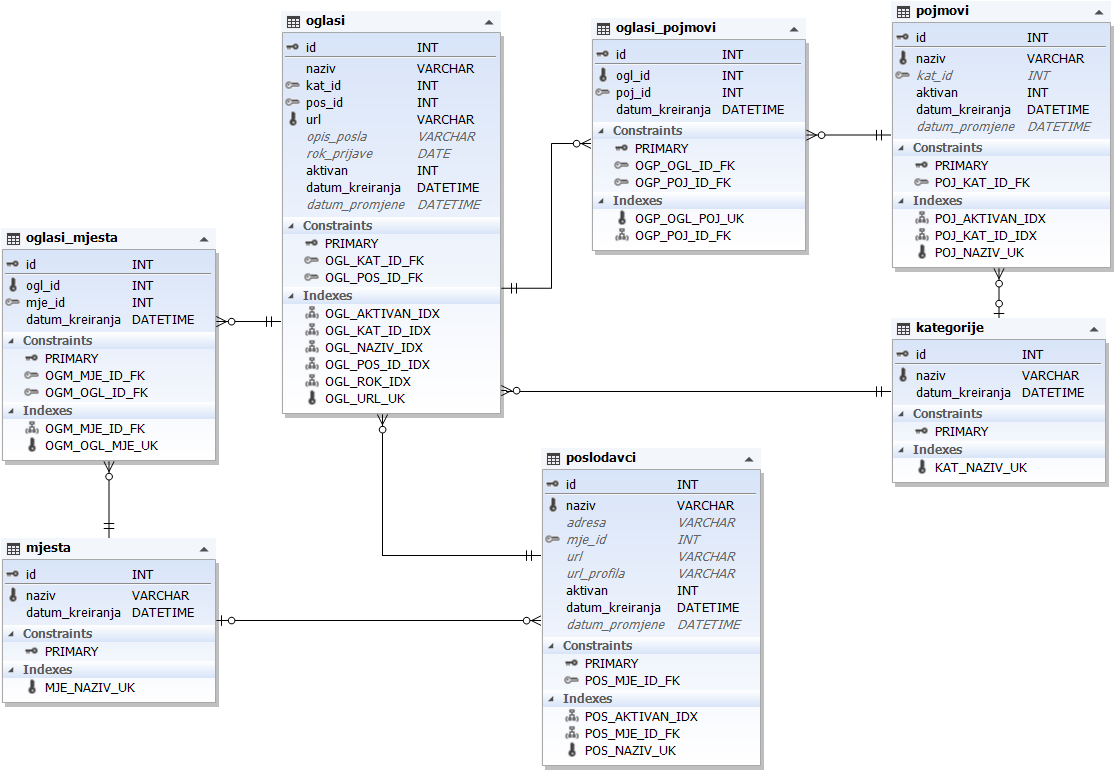 oglasi
id INT
naziv VARCHAR
kat_id INT
pos_id INT
url VARCHAR
opis_posla VARCHAR
rok_prijave DATE
aktivan INT
datum_kreiranja DATETIME
datum_promjene DATETIME
Constraints
PRIMARY
OGL_KAT_ID_FK
OGL_POS_ID_FK
Indexes
OGL_AKTIVAN_IDX
OGL_KAT_ID_IDX
OGL_NAZIV_IDX
OGL_POS_ID_IDX
OGL_ROK_IDX
OGL_URL_UK
oglasi_pojmovi
id INT
ogl_id INT
poj_id INT
datum_kreiranja DATETIME
Constraints
PRIMARY
OGP_OGL_ID_FK
OGP_POJ_ID_FK
Indexes
OGP_OGL_POJ_UK
OGP_POJ_ID_FK
pojmovi
id INT
naziv VARCHAR
kat_id INT
aktivan INT
datum_kreiranja DATETIME
datum_promjene DATETIME
Constraints
PRIMARY
POJ_KAT_ID_FK
Indexes
POJ_AKTIVAN_IDX
POJ_KAT_ID_IDX
POJ_NAZIV_UK
oglasi_mjesta
id INT
ogl_id INT
mje_id INT
datum_kreiranja DATETIME
Constraints
PRIMARY
OGM_MJE_ID_FK
OGM_OGL_ID_FK
Indexes
OGM_MJE_ID_FK
OGM_OGL_MJE_UK
kategorije
id INT
naziv VARCHAR
datum_kreiranja DATETIME
Constraints
PRIMARY
Indexes
KAT_NAZIV_UK
poslodavci
id INT
naziv VARCHAR
adresa VARCHAR
mje_id INT
url VARCHAR
url_profila VARCHAR
aktivan INT
datum_kreiranja DATETIME
datum_promjene DATETIME
Constraints
PRIMARY
POS_MJE_ID_FK
Indexes
POS_AKTIVAN_IDX
POS_MJE_ID_FK
POS_NAZIV_UK
mjesta
id INT
naziv VARCHAR
datum_kreiranja DATETIME
Constraints
PRIMARY
Indexes
MJE_NAZIV_UK